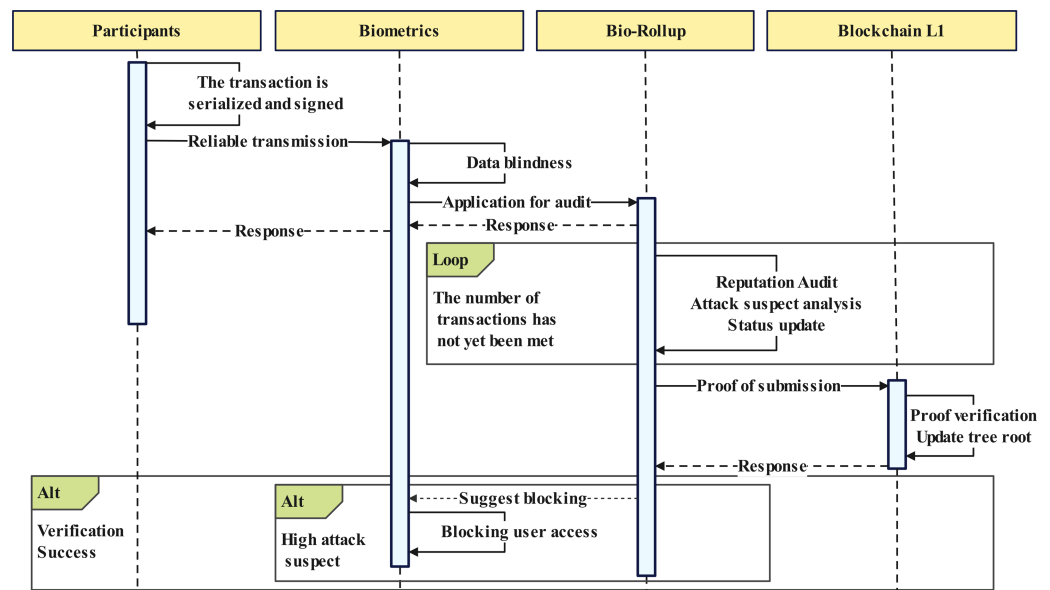 Participants
Biometrics
Bio-Rollup
Blockchain L1
The transaction is
serialized and signed
Reliable transmission
Data blindness
Application for audit
Response
Response
Loop
The number of
transactions has
not yet been met
Reputation Audit
Attack suspect analysis
Status update
Proof of submission
Proof verification
Update tree root
Response
Alt
Verification
Success
Alt
High attack
suspect
Suggest blocking
Blocking user access